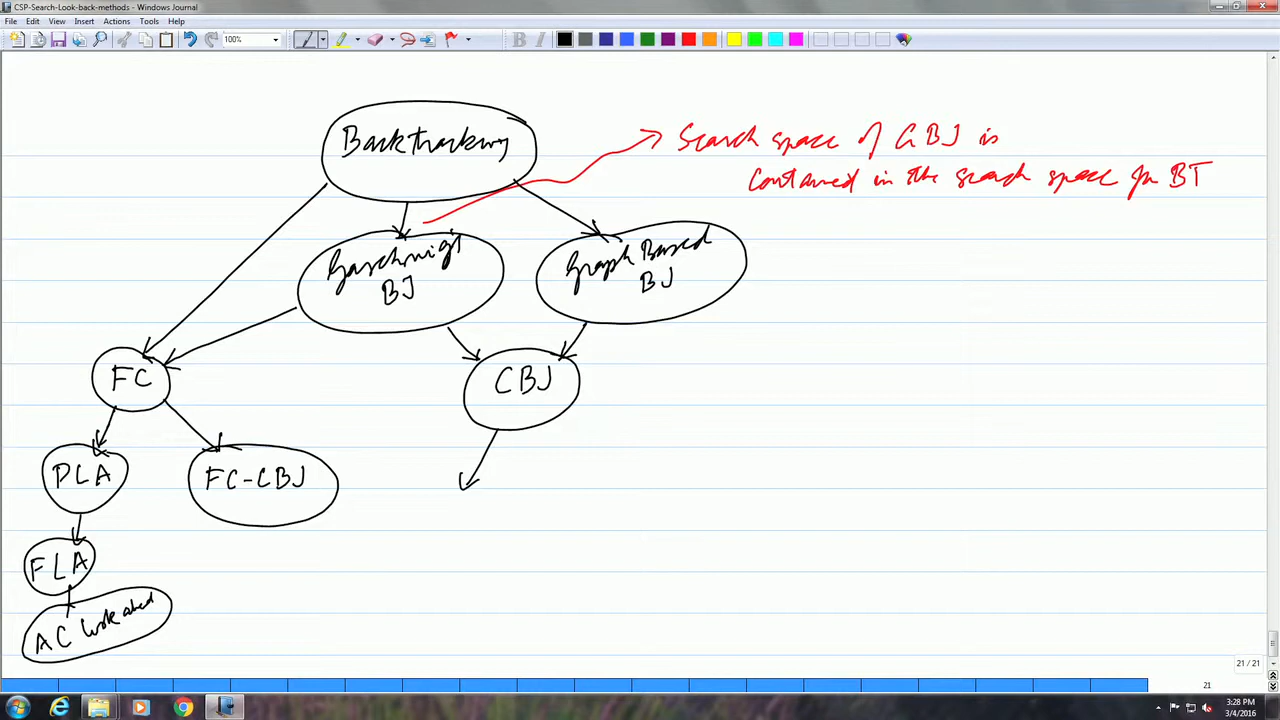 CSP-Search-Look-back-methods - Windows Journal
File Edit View Insert Actions Tools Help
100%
B I
Backtracking
Search space of GBJ is
contained in the search space for BT
Gaschnig's
BJ
Graph Based
BJ
FC
CBJ
PLA
FC-CBJ
FLA
AC look ahead
21 / 21
21
3:28 PM
3/4/2016